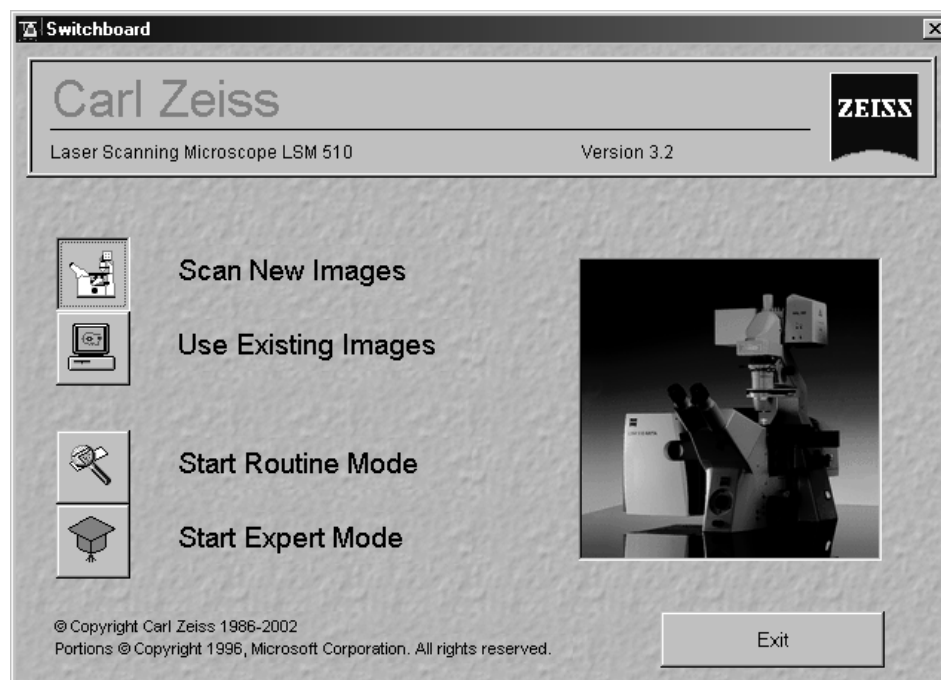 Switchboard
Carl Zeiss
ZEISS
Laser Scanning Microscope LSM 510 Version 3.2
Scan New Images
Use Existing Images
Start Routine Mode
Start Expert Mode
© Copyright Carl Zeiss 1986-2002
Portions © Copyright 1996, Microsoft Corporation. All rights reserved.
Exit